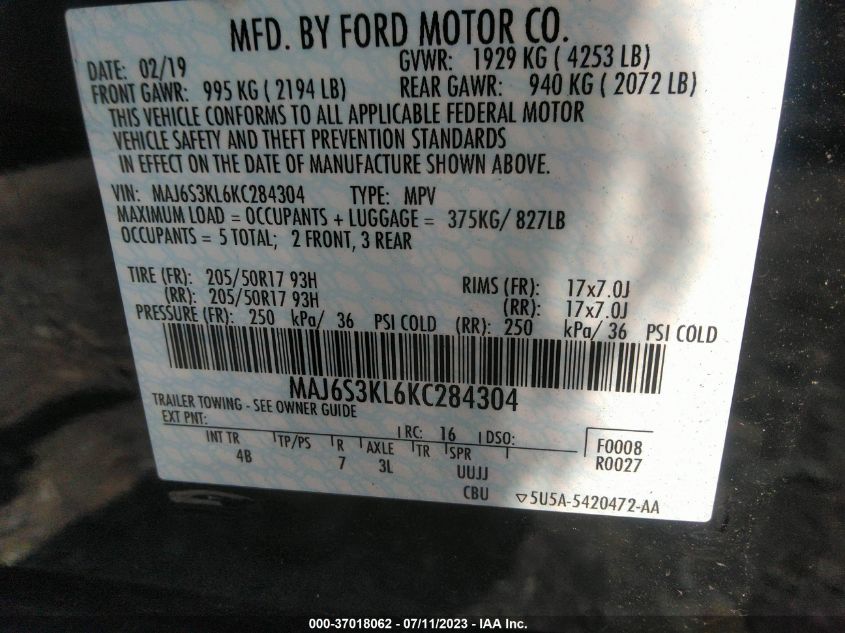 MFD. BY FORD MOTOR CO.
DATE: 02/19 GVWR: 1929 KG ( 4253 LB)
FRONT GAWR: 995 KG ( 2194 LB) REAR GAWR: 940 KG ( 2072 LB)
THIS VEHICLE CONFORMS TO ALL APPLICABLE FEDERAL MOTOR
VEHICLE SAFETY AND THEFT PREVENTION STANDARDS
IN EFFECT ON THE DATE OF MANUFACTURE SHOWN ABOVE.
VIN: MAJ6S3KL6KC284304 TYPE: MPV
MAXIMUM LOAD = OCCUPANTS + LUGGAGE = 375KG/ 827LB
OCCUPANTS = 5 TOTAL; 2 FRONT, 3 REAR
TIRE (FR): 205/50R17 93H RIMS (FR): 17x7.0J
(RR): 205/50R17 93H (RR): 17x7.0J
PRESSURE (FR): 250 kPa/ 36 PSI COLD (RR): 250 kPa/ 36 PSI COLD
MAJ6S3KL6KC284304
TRAILER TOWING - SEE OWNER GUIDE
EXT PNT: RC: 16 DSO: F0008
INT TR TP/PS R AXLE TR SPR R0027
4B 7 3L UUJJ
CBU 5U5A-5420472-AA
000-37018062 - 07/11/2023 - IAA Inc.